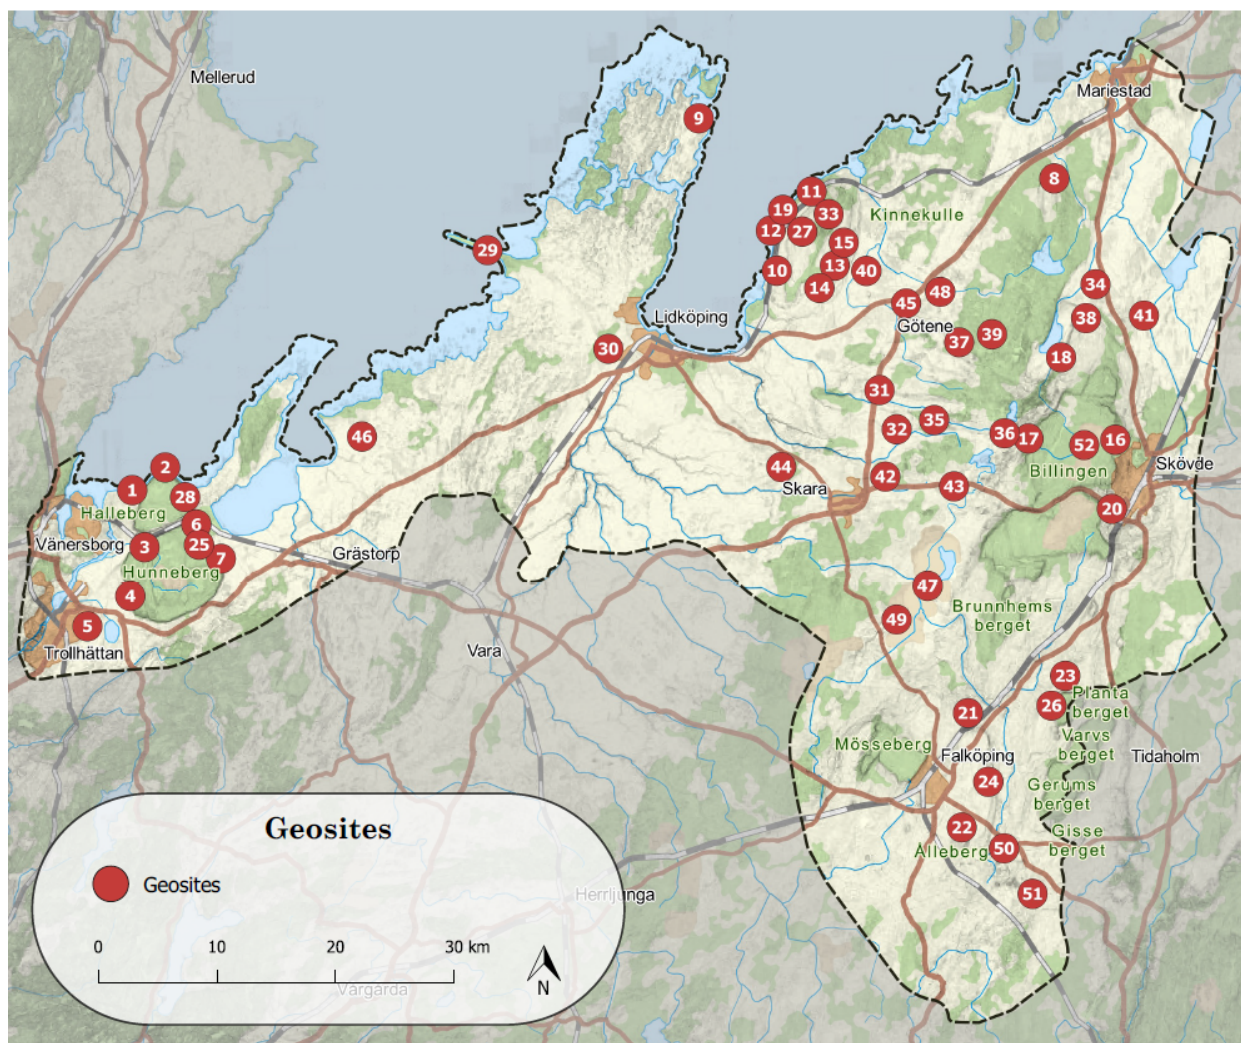 Mellerud
Mariestad
9
8
11
19
33
Kinnekulle
12
27
15
29
13
40
10
14
48
34
45
Lidköping
38
41
Götene
39
37
30
18
31
35
32
36
17
52
16
46
Skövde
44
Billingen
2
42
43
Skara
1
28
20
Halleberg
6
Vänersborg
3
25
7
Grästorp
Hunneberg
47
4
Brunnhems
berget
49
5
Trollhättan
Vara
23
Planta
berget
26
21
Varvs
berget
Mösseberg
Falköping
Tidaholm
24
Gerums
berget
22
Gisse
berget
Ålleberg
50
51
Herrljunga
Vårgårda
Geosites
Geosites
0 10 20 30 km
N